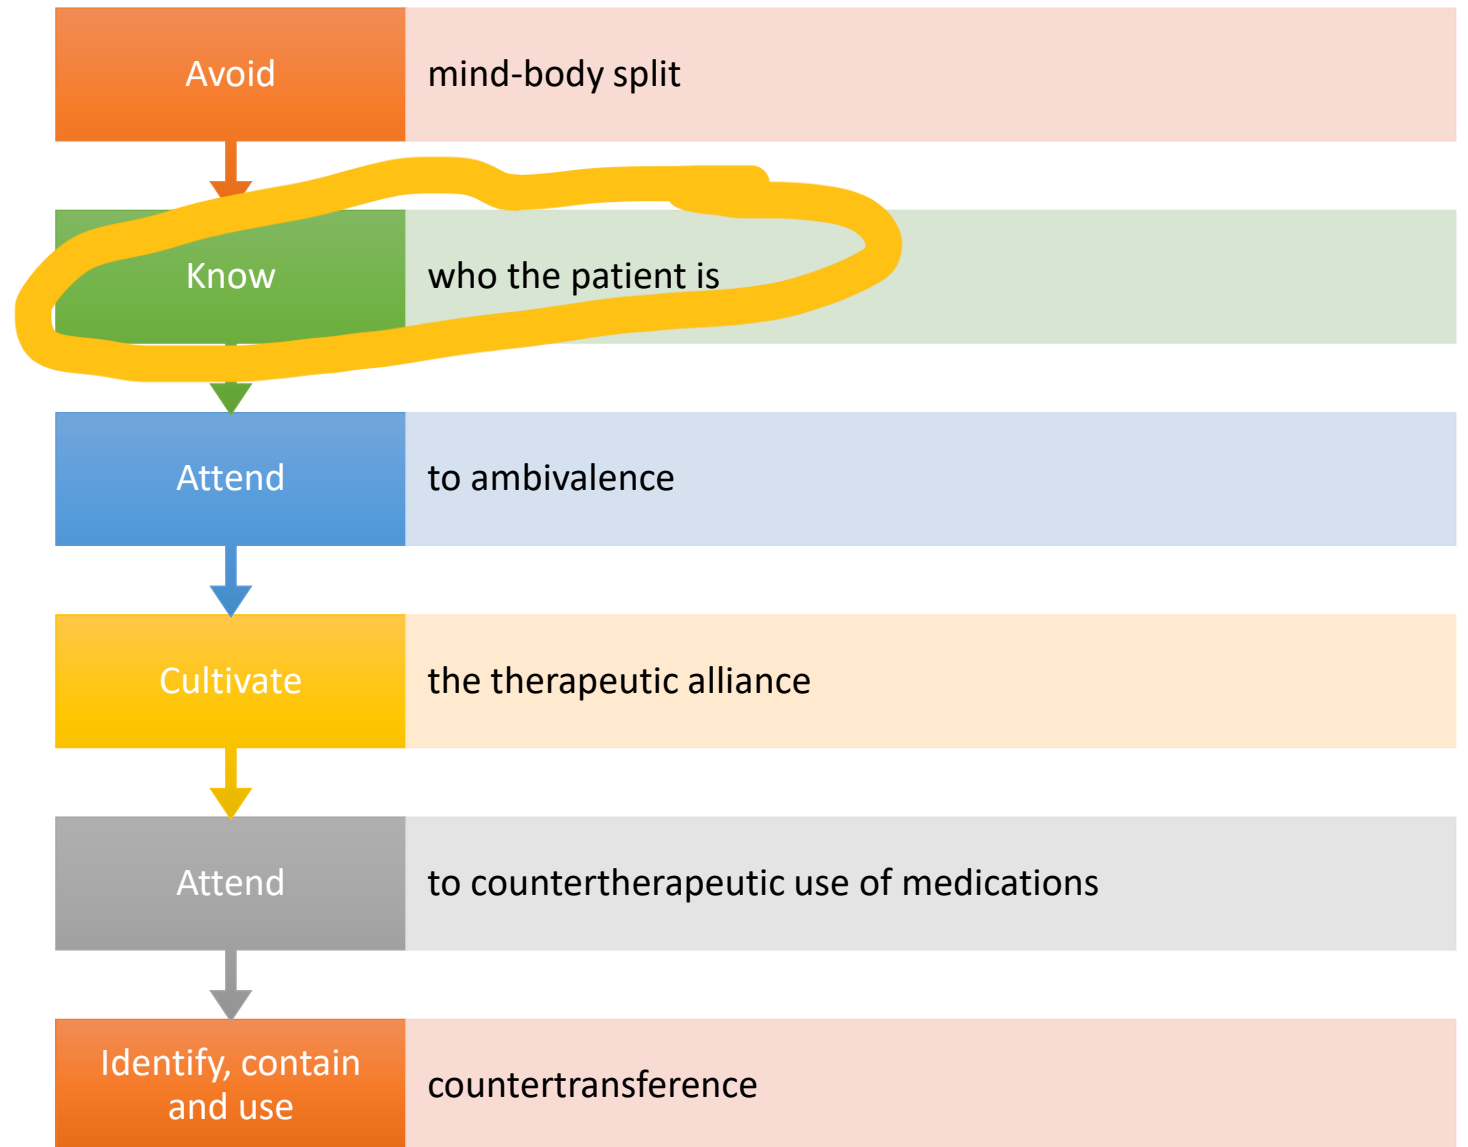 Avoid
mind-body split
Know
who the patient is
Attend
to ambivalence
Cultivate
the therapeutic alliance
Attend
to countertherapeutic use of medications
Identify, contain
and use
countertransference